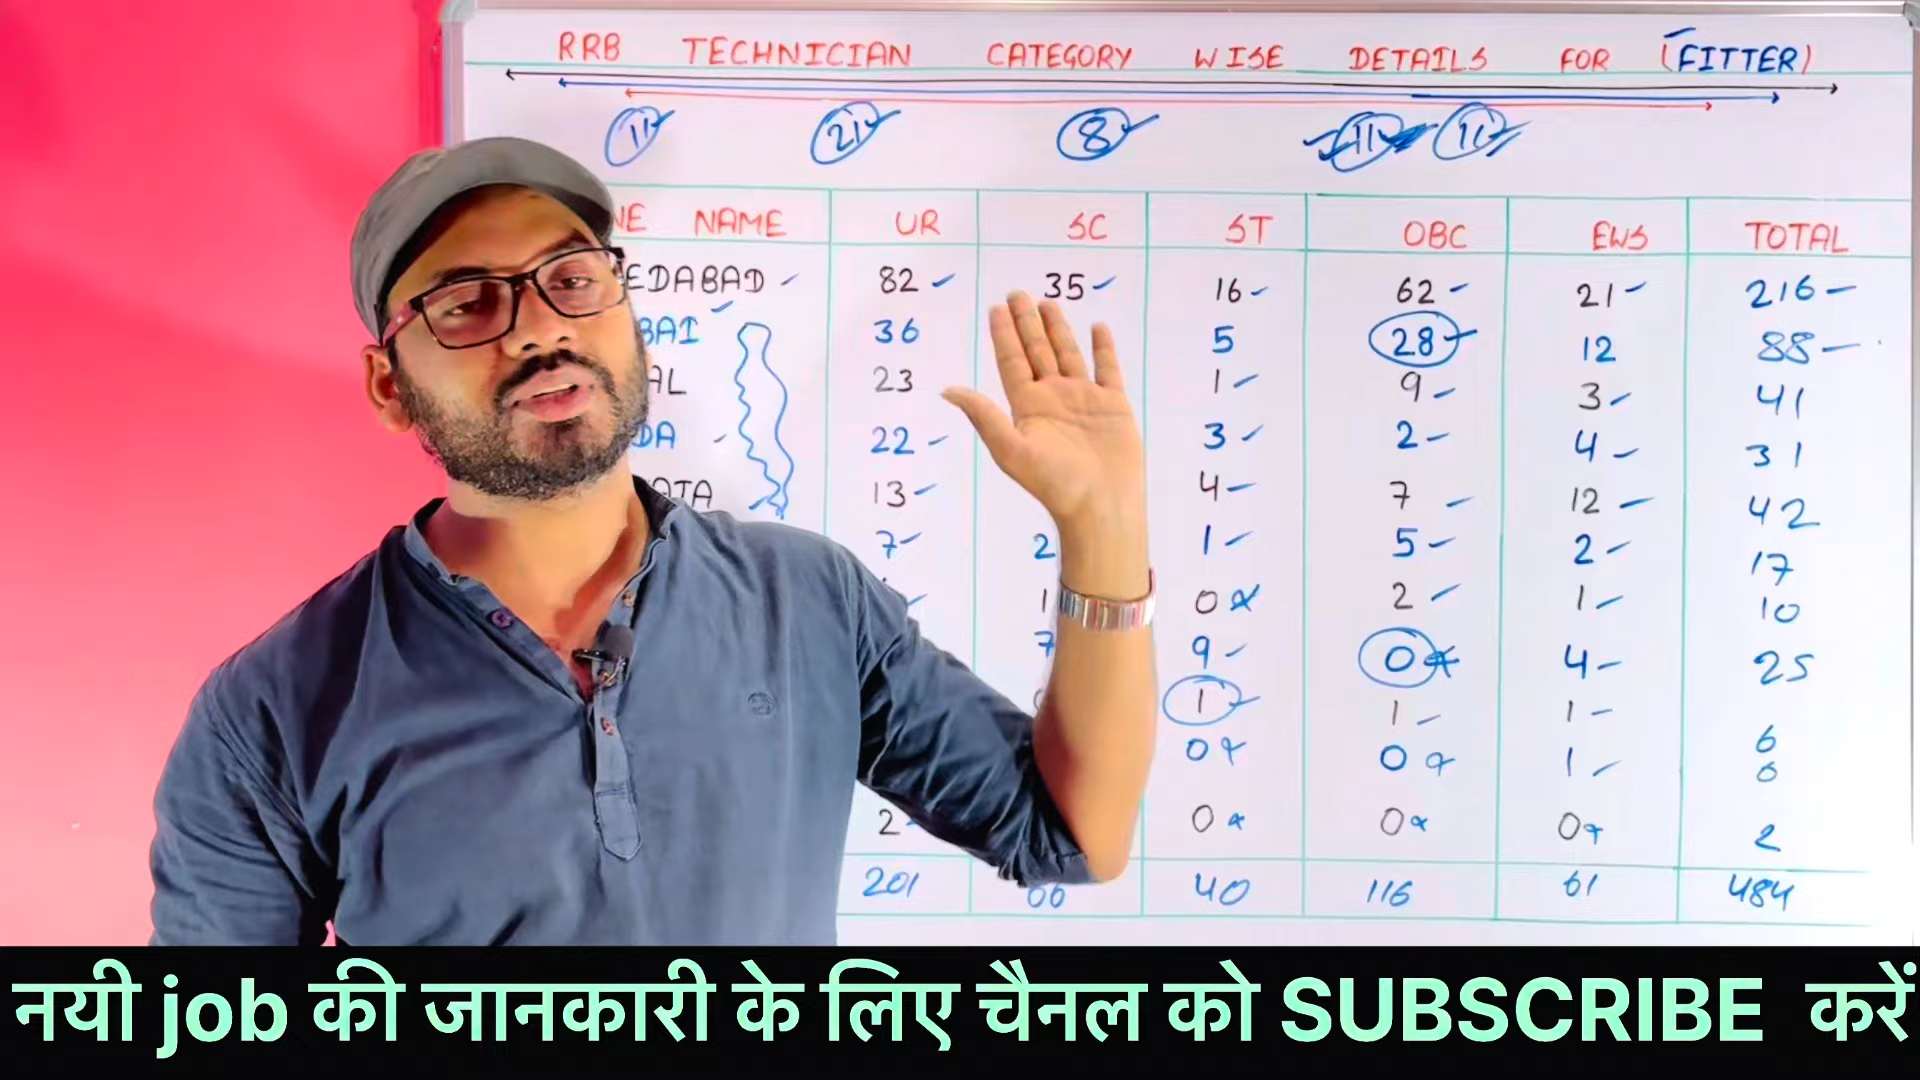 RRB TECHNICIAN CATEGORY WISE DETAILS FOR (FITTER)
11 21 8 11 11
NE NAME UR SC ST OBC EWS TOTAL
EDABAD 82 35 16 62 21 216
BAI 36 5 28 12 88
AL 23 1 9 3 41
DA 22 3 2 4 31
ATA 13 4 7 12 42
7 2 1 5 2 17
1 0 2 1 10
7 9 0 4 25
1 1 1 6
0 0 1 0
2 0 0 0 2
201 66 40 116 61 484
नयी job की जानकारी के लिए चैनल को SUBSCRIBE करें